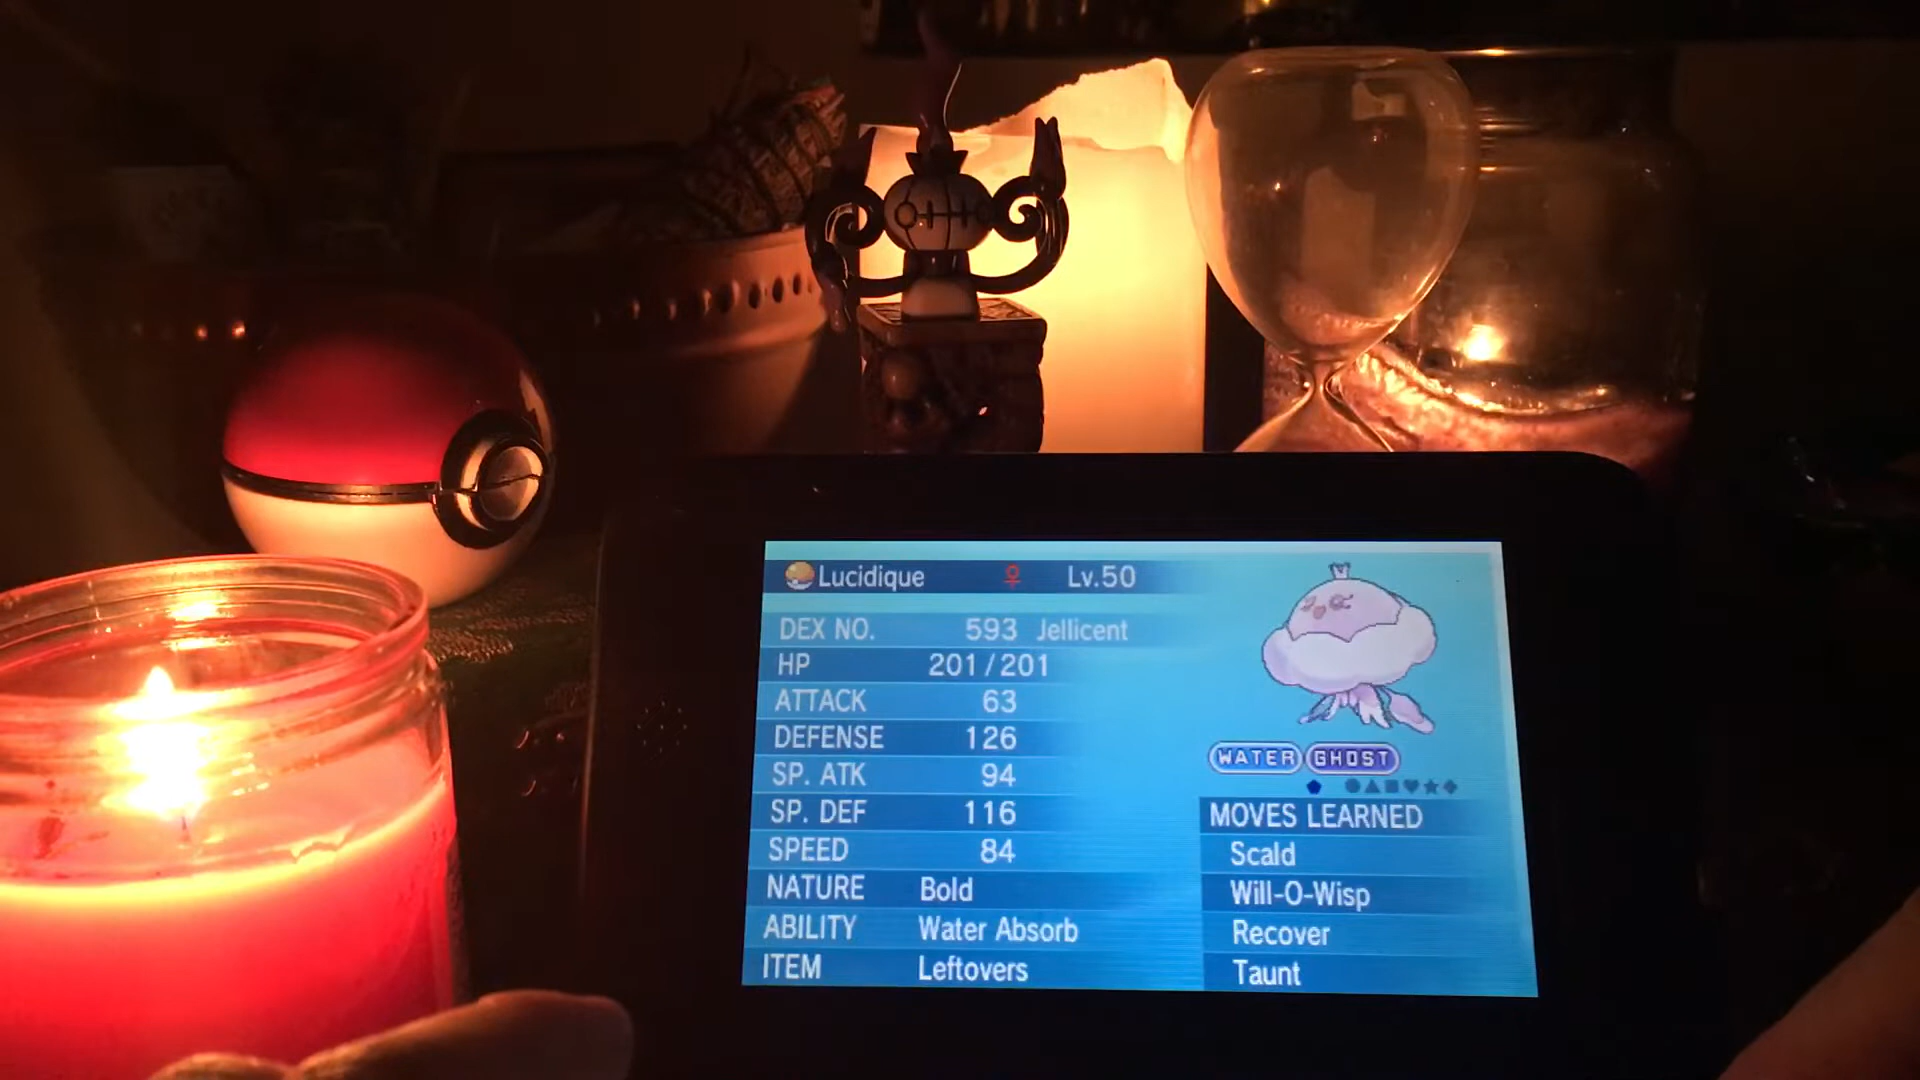 Lucidique ♀ Lv.50
DEX NO. 593 Jellicent
HP 201/201
ATTACK 63
DEFENSE 126
SP. ATK 94
SP. DEF 116
SPEED 84
NATURE Bold
ABILITY Water Absorb
ITEM Leftovers
WATER GHOST
MOVES LEARNED
Scald
Will-O-Wisp
Recover
Taunt